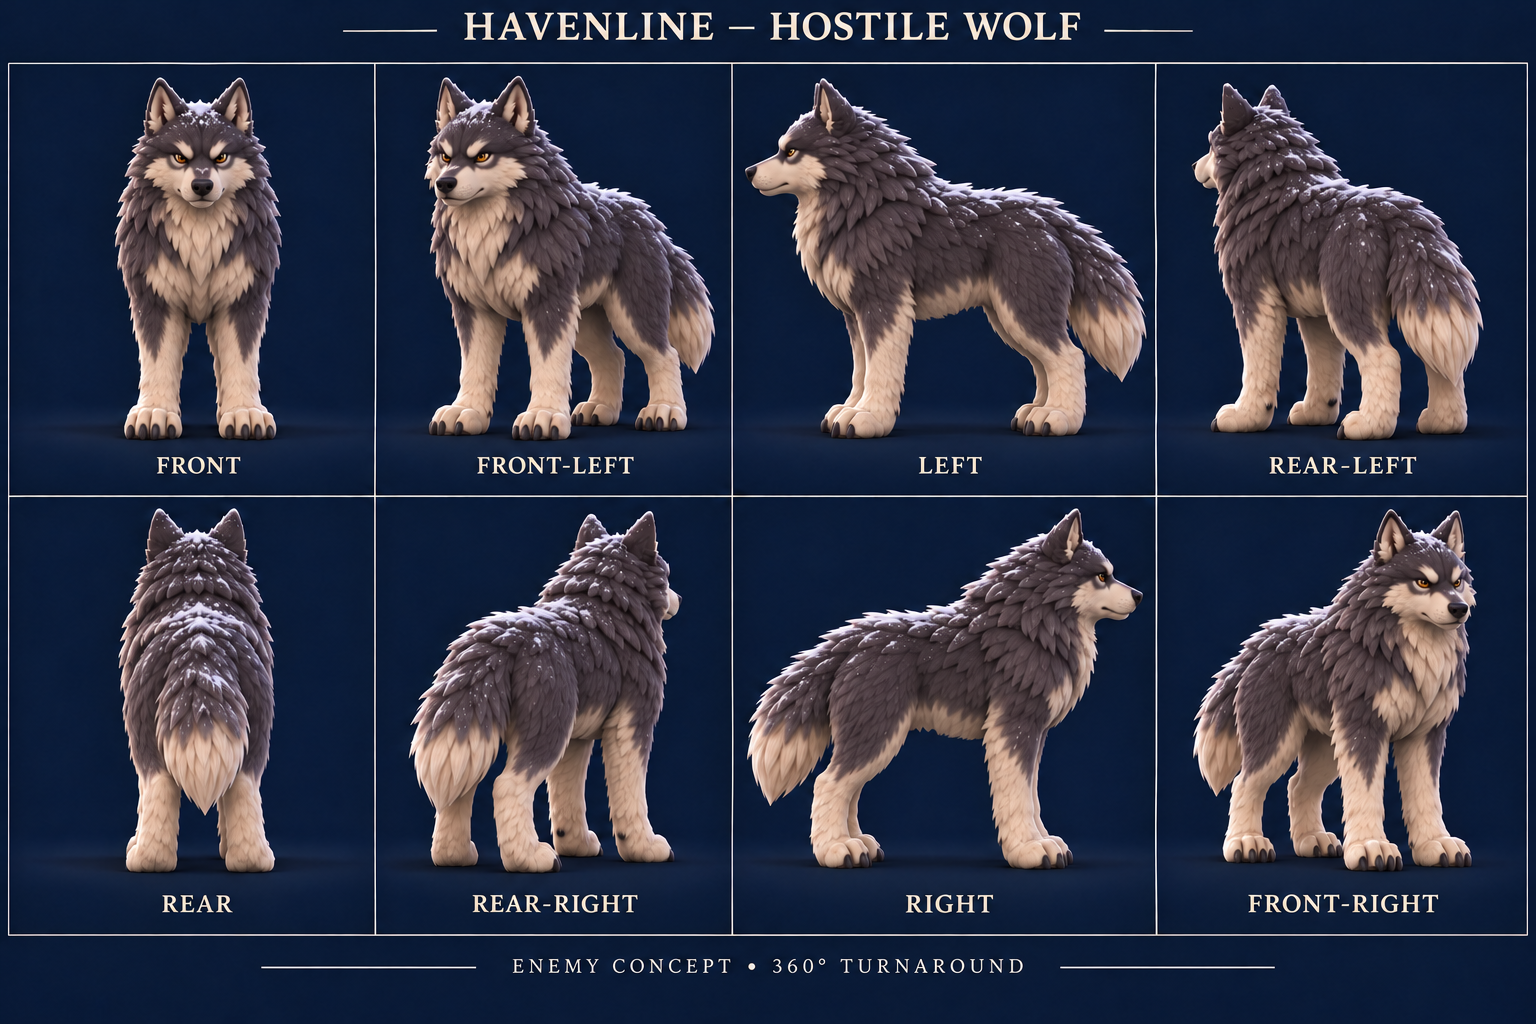 HAVENLINE — HOSTILE WOLF
FRONT
FRONT-LEFT
LEFT
REAR-LEFT
REAR
REAR-RIGHT
RIGHT
FRONT-RIGHT
ENEMY CONCEPT • 360° TURNAROUND